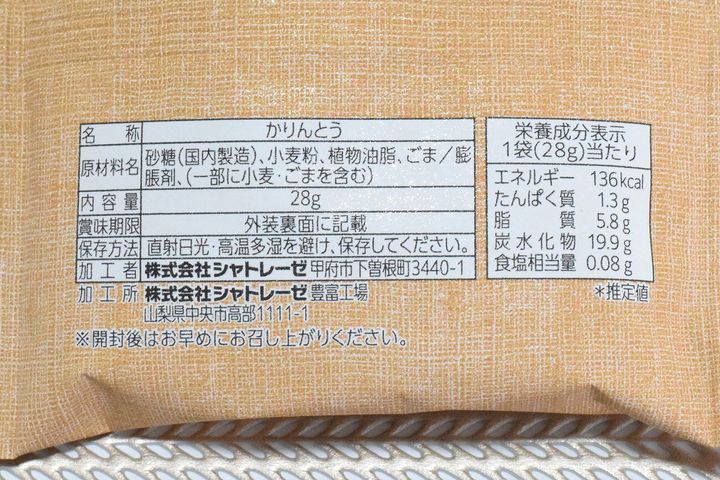 名称 かりんとう
原材料名 砂糖(国内製造)、小麦粉、植物油脂、ごま/膨
脹剤、(一部に小麦・ごまを含む)
内容量 28g
賞味期限 外装裏面に記載
保存方法 直射日光・高温多湿を避け、保存してください。
加工者 株式会社シャトレーゼ 甲府市下曽根町3440-1
加工所 株式会社シャトレーゼ 豊富工場
山梨県中央市高部1111-1
※開封後はお早めにお召し上がりください。
栄養成分表示
1袋(28g)当たり
エネルギー 136kcal
たんぱく質 1.3g
脂質 5.8g
炭水化物 19.9g
食塩相当量 0.08g
*推定値